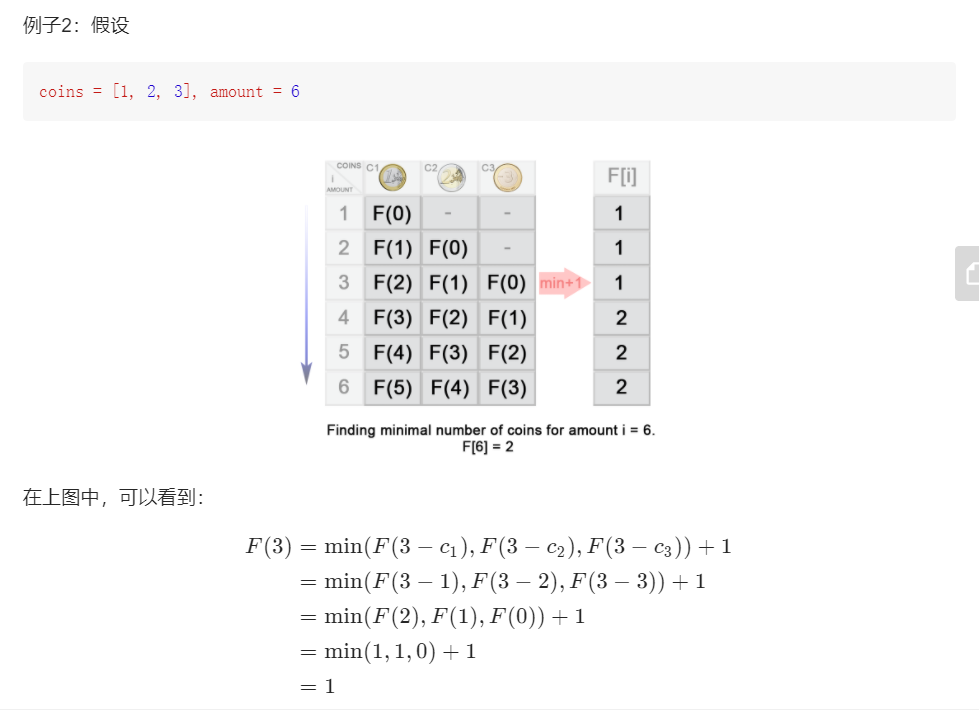 例子2：假设
coins = [1, 2, 3], amount = 6
COINS C1 C2 C3 F[i]
i
AMOUNT
1 F(0) - - 1
2 F(1) F(0) - 1
3 F(2) F(1) F(0) min+1 1
4 F(3) F(2) F(1) 2
5 F(4) F(3) F(2) 2
6 F(5) F(4) F(3) 2
Finding minimal number of coins for amount i = 6.
F[6] = 2
在上图中，可以看到：
F(3) = min(F(3 − c₁), F(3 − c₂), F(3 − c₃)) + 1
= min(F(3 − 1), F(3 − 2), F(3 − 3)) + 1
= min(F(2), F(1), F(0)) + 1
= min(1, 1, 0) + 1
= 1